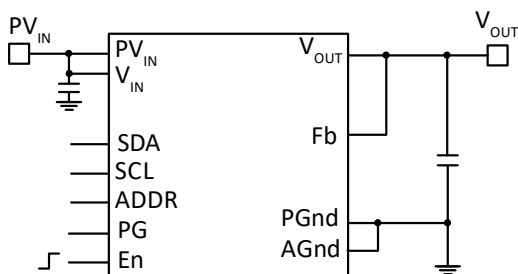 PVIN
VOUT
PVIN
VIN
SDA
SCL
ADDR
PG
En
VOUT
Fb
PGnd
AGnd